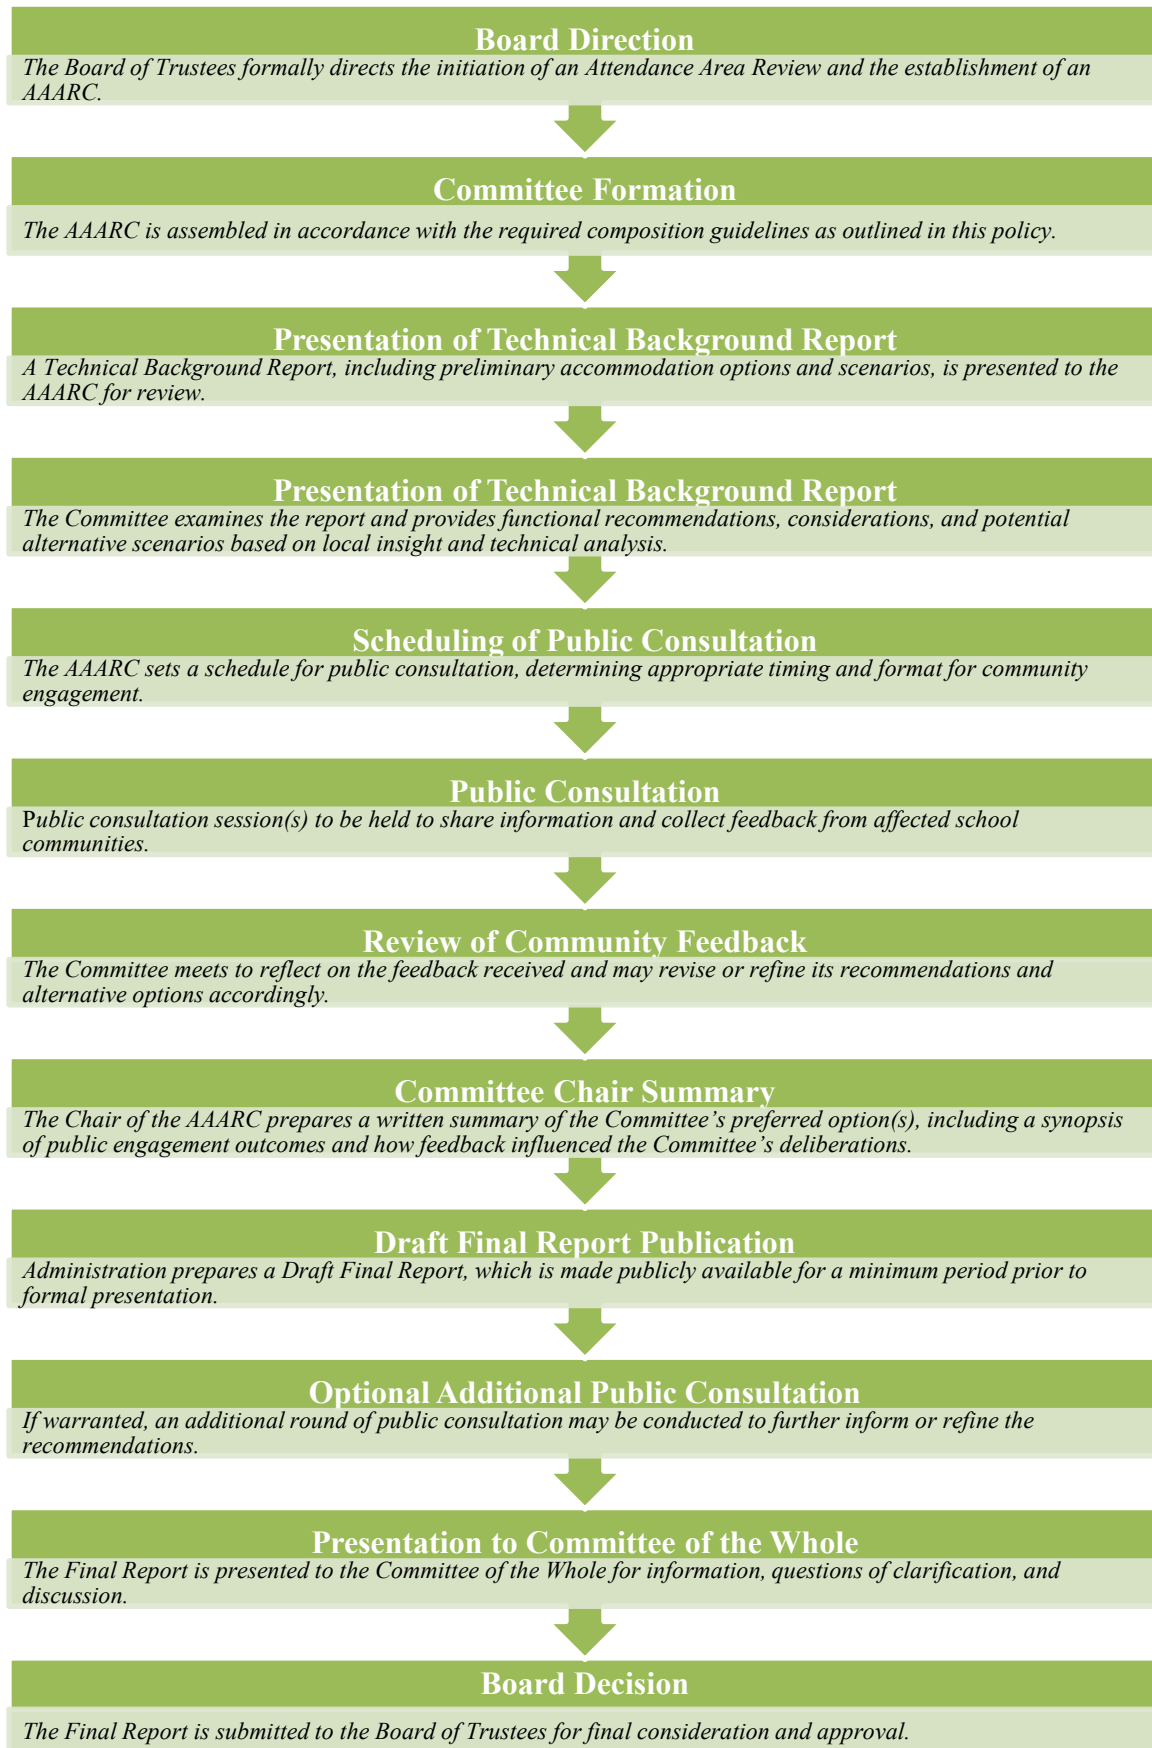 Board Direction
The Board of Trustees formally directs the initiation of an Attendance Area Review and the establishment of an
AAARC.
Committee Formation
The AAARC is assembled in accordance with the required composition guidelines as outlined in this policy.
Presentation of Technical Background Report
A Technical Background Report, including preliminary accommodation options and scenarios, is presented to the
AAARC for review.
Presentation of Technical Background Report
The Committee examines the report and provides functional recommendations, considerations, and potential
alternative scenarios based on local insight and technical analysis.
Scheduling of Public Consultation
The AAARC sets a schedule for public consultation, determining appropriate timing and format for community
engagement.
Public Consultation
Public consultation session(s) to be held to share information and collect feedback from affected school
communities.
Review of Community Feedback
The Committee meets to reflect on the feedback received and may revise or refine its recommendations and
alternative options accordingly.
Committee Chair Summary
The Chair of the AAARC prepares a written summary of the Committee’s preferred option(s), including a synopsis
of public engagement outcomes and how feedback influenced the Committee’s deliberations.
Draft Final Report Publication
Administration prepares a Draft Final Report, which is made publicly available for a minimum period prior to
formal presentation.
Optional Additional Public Consultation
If warranted, an additional round of public consultation may be conducted to further inform or refine the
recommendations.
Presentation to Committee of the Whole
The Final Report is presented to the Committee of the Whole for information, questions of clarification, and
discussion.
Board Decision
The Final Report is submitted to the Board of Trustees for final consideration and approval.